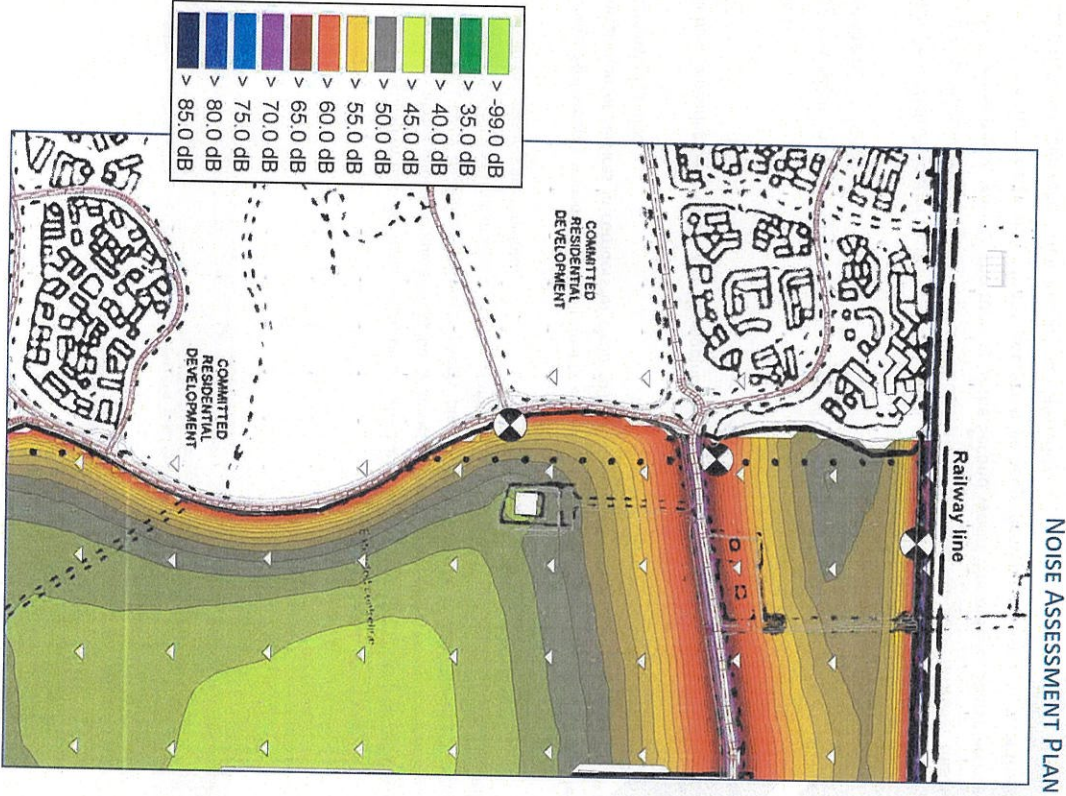 NOISE ASSESSMENT PLAN
Railway line
COMMITTED
RESIDENTIAL
DEVELOPMENT
COMMITTED
RESIDENTIAL
DEVELOPMENT
> -99.0 dB
> 35.0 dB
> 40.0 dB
> 45.0 dB
> 50.0 dB
> 55.0 dB
> 60.0 dB
> 65.0 dB
> 70.0 dB
> 75.0 dB
> 80.0 dB
> 85.0 dB